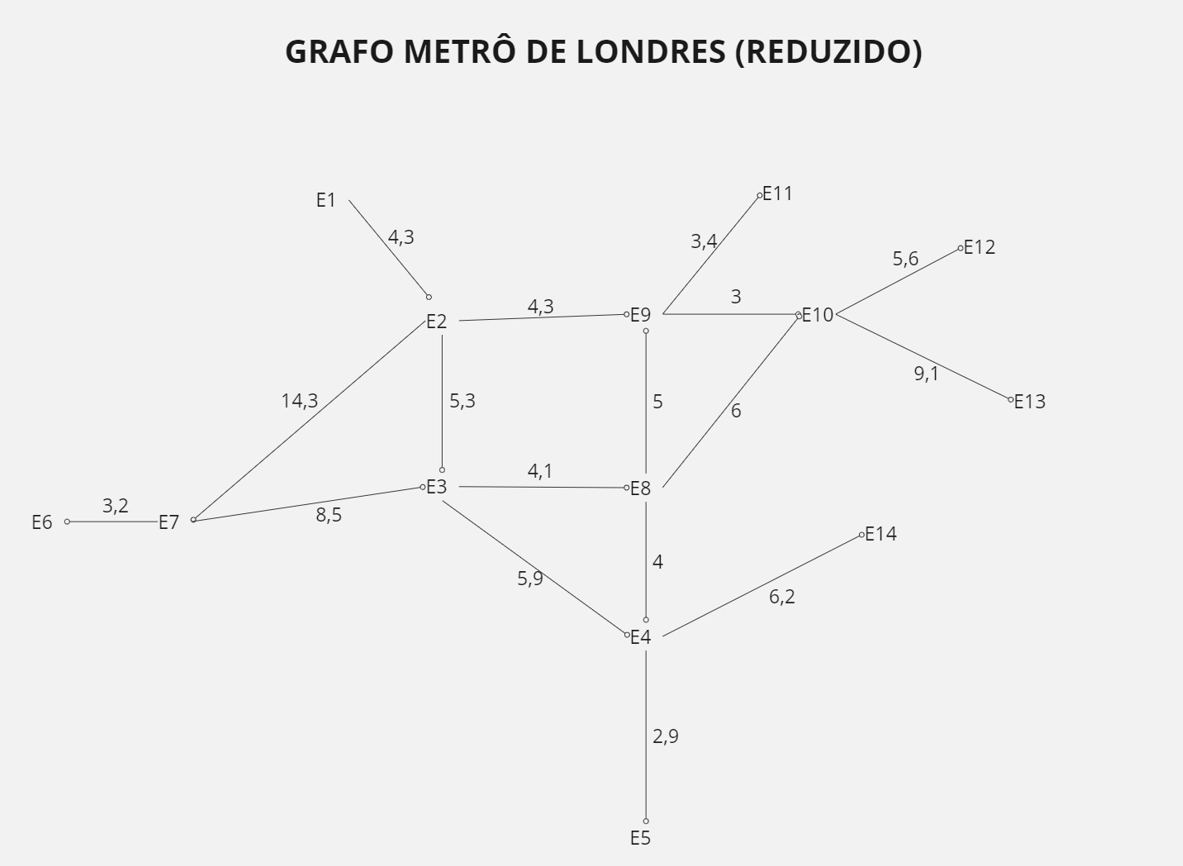 GRAFO METRÔ DE LONDRES (REDUZIDO)
E1
E11
4,3
3,4
E12
5,6
3
4,3
E2
E9
E10
9,1
14,3
5,3
5
6
E13
4,1
E3
E8
3,2
8,5
E6
E7
E14
4
5,9
6,2
E4
2,9
E5